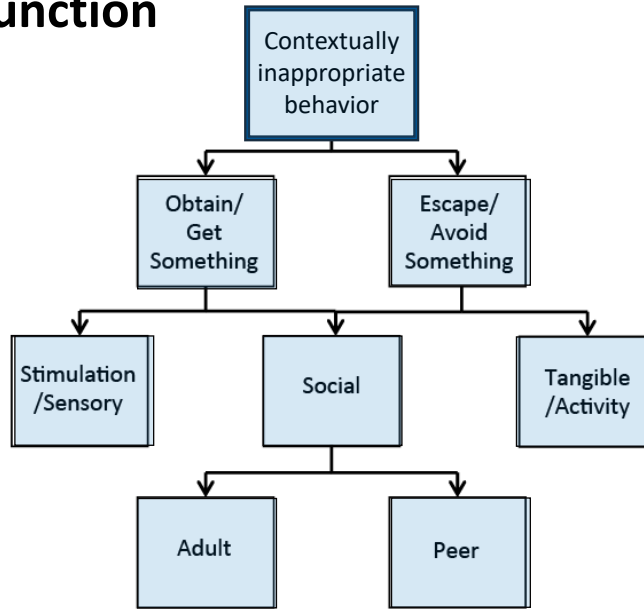 unction
Contextually
inappropriate
behavior
Obtain/
Get
Something
Escape/
Avoid
Something
Stimulation
/Sensory
Social
Tangible
/Activity
Adult
Peer